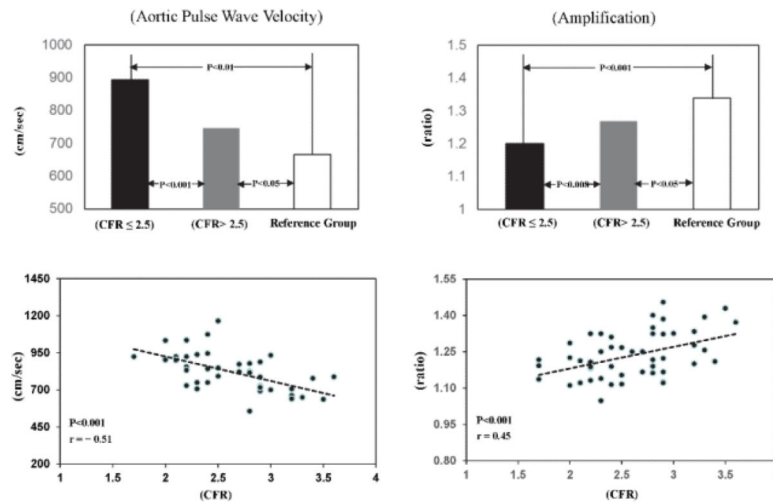 (Aortic Pulse Wave Velocity)
(cm/sec)
1000
900
800
700
600
500
P<0.01
P<0.001
P<0.05
(CFR ≤ 2.5)
(CFR> 2.5)
Reference Group
(Amplification)
(ratio)
1.5
1.4
1.3
1.2
1.1
1
P<0.001
P<0.008
P<0.05
(CFR ≤ 2.5)
(CFR> 2.5)
Reference Group
(cm/sec)
1450
1200
950
700
450
200
P<0.001
r = − 0.51
1 1.5 2 2.5 3 3.5 4
(CFR)
(ratio)
1.55
1.40
1.25
1.10
0.95
0.80
P<0.001
r = 0.45
1 1.5 2 2.5 3 3.5 4
(CFR)